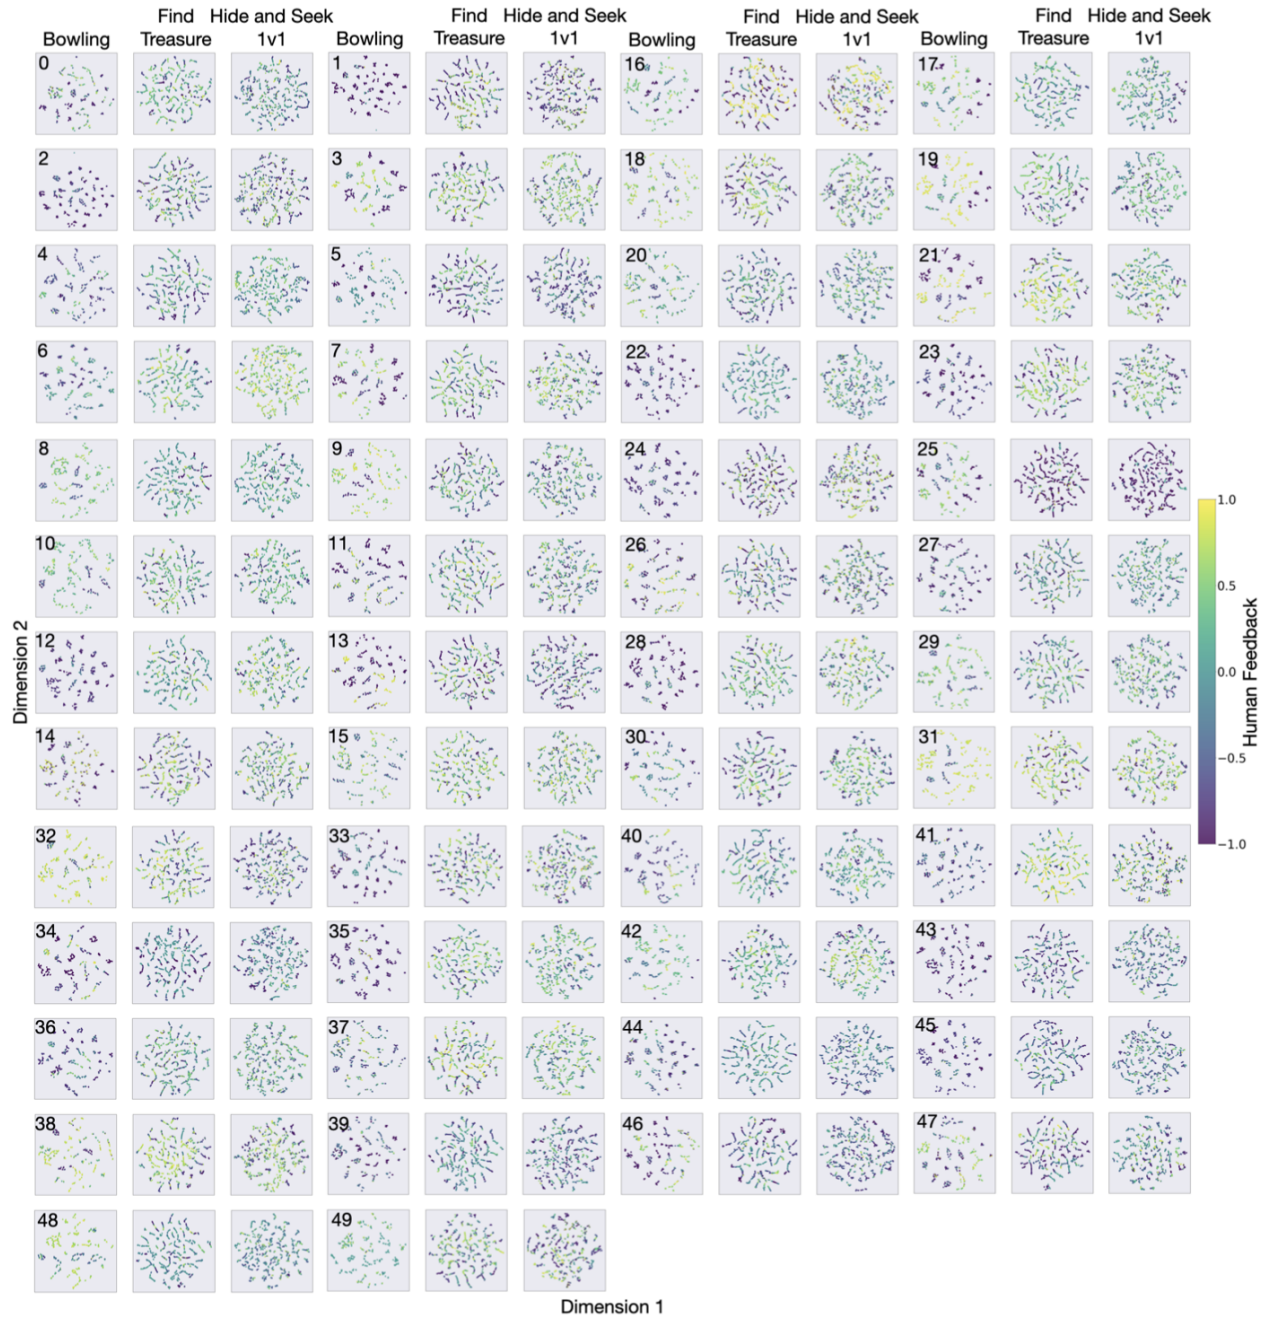 Find Hide and Seek Find Hide and Seek Find Hide and Seek Find Hide and Seek
Bowling Treasure 1v1 Bowling Treasure 1v1 Bowling Treasure 1v1 Bowling Treasure 1v1
0 1 16 17
2 3 18 19
4 5 20 21
6 7 22 23
8 9 24 25
10 11 26 27
12 13 28 29
14 15 30 31
32 33 40 41
34 35 42 43
36 37 44 45
38 39 46 47
48 49
Dimension 2
Dimension 1
1.0
0.5
0.0
−0.5
−1.0
Human Feedback